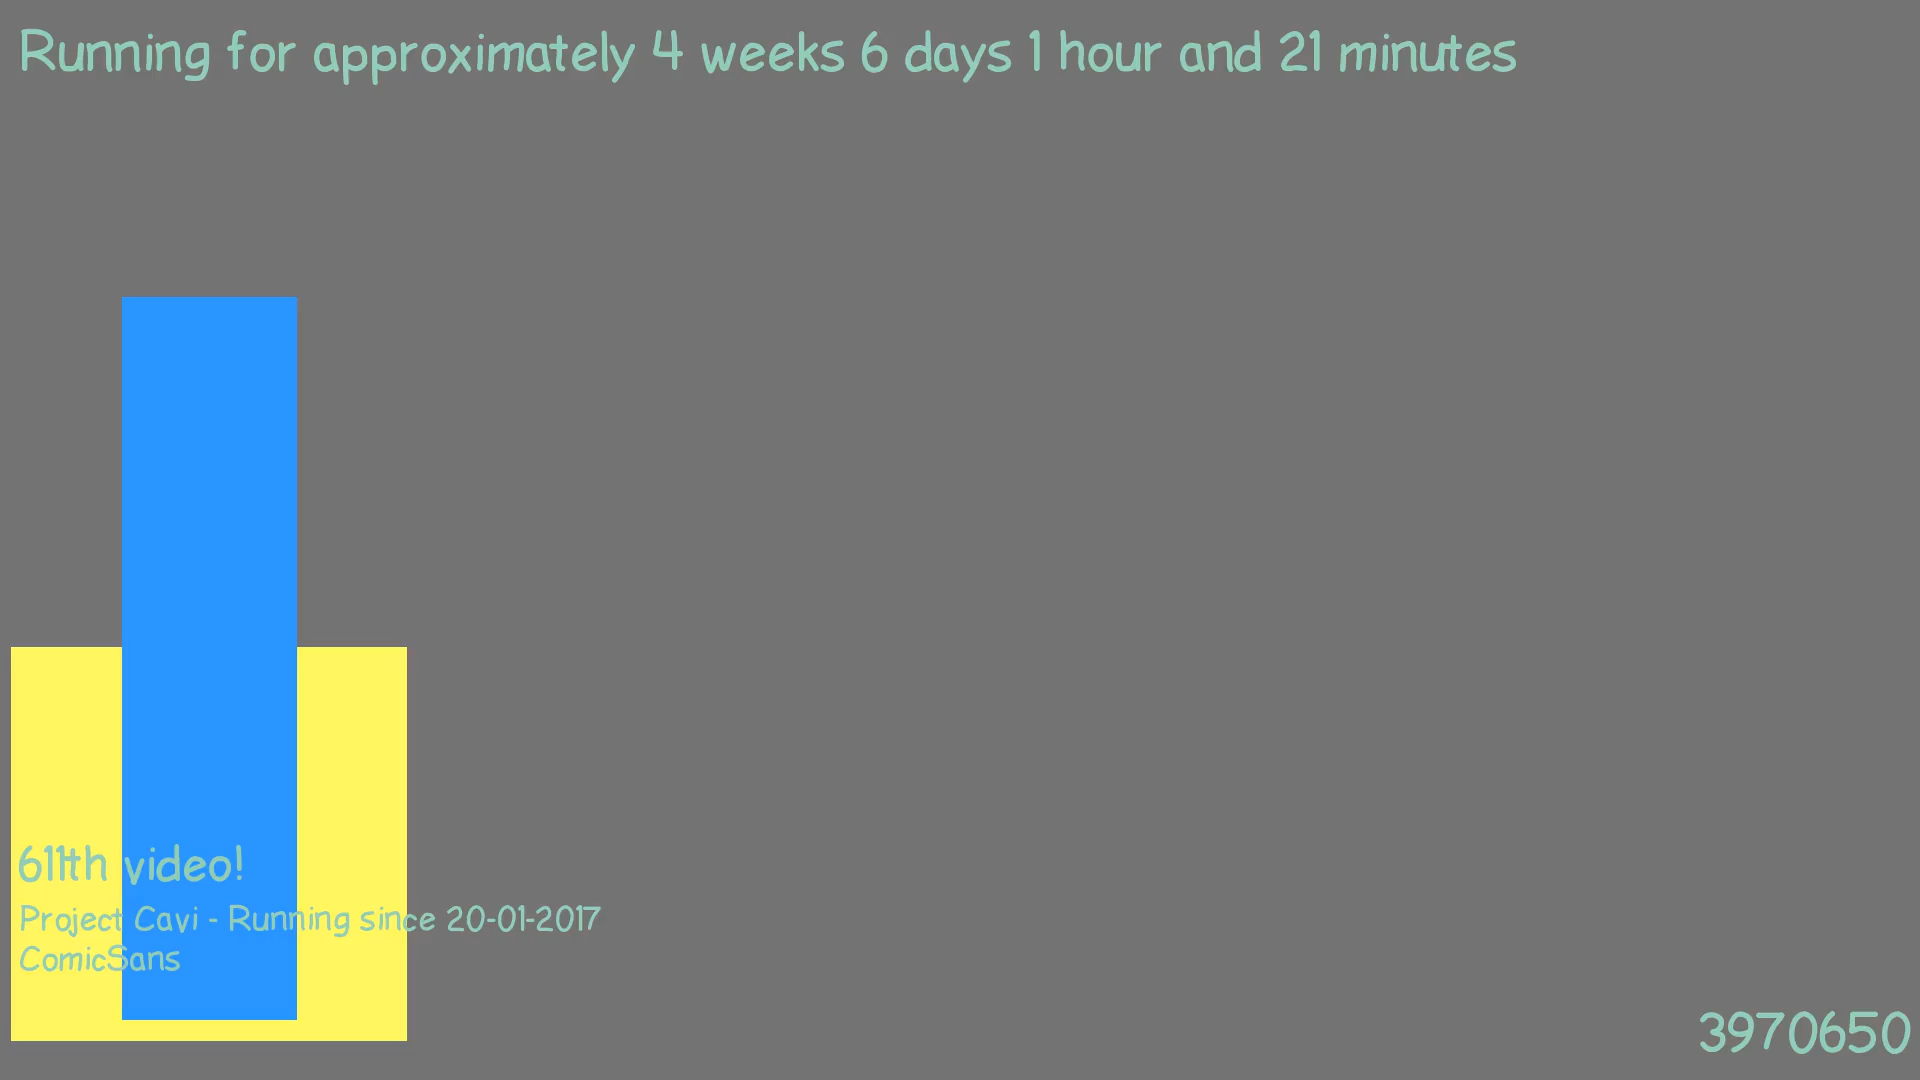 Running for approximately 4 weeks 6 days 1 hour and 21 minutes
611th video!
Project Cavi - Running since 20-01-2017
ComicSans
3970650